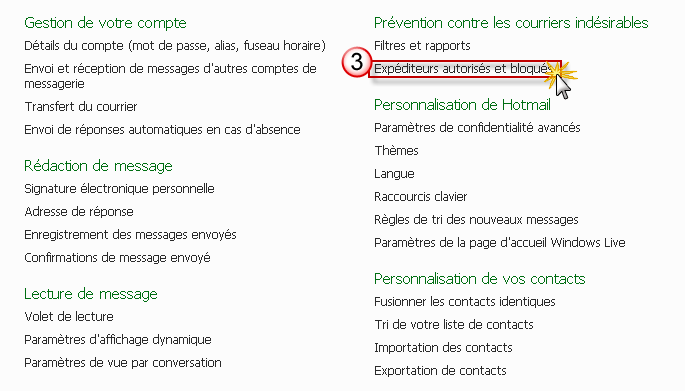 Gestion de votre compte
Détails du compte (mot de passe, alias, fuseau horaire)
Envoi et réception de messages d'autres comptes de
messagerie
Transfert du courrier
Envoi de réponses automatiques en cas d'absence
Rédaction de message
Signature électronique personnelle
Adresse de réponse
Enregistrement des messages envoyés
Confirmations de message envoyé
Lecture de message
Volet de lecture
Paramètres d'affichage dynamique
Paramètres de vue par conversation
Prévention contre les courriers indésirables
Filtres et rapports
3 Expéditeurs autorisés et bloqués
Personnalisation de Hotmail
Paramètres de confidentialité avancés
Thèmes
Langue
Raccourcis clavier
Règles de tri des nouveaux messages
Paramètres de la page d'accueil Windows Live
Personnalisation de vos contacts
Fusionner les contacts identiques
Tri de votre liste de contacts
Importation des contacts
Exportation de contacts